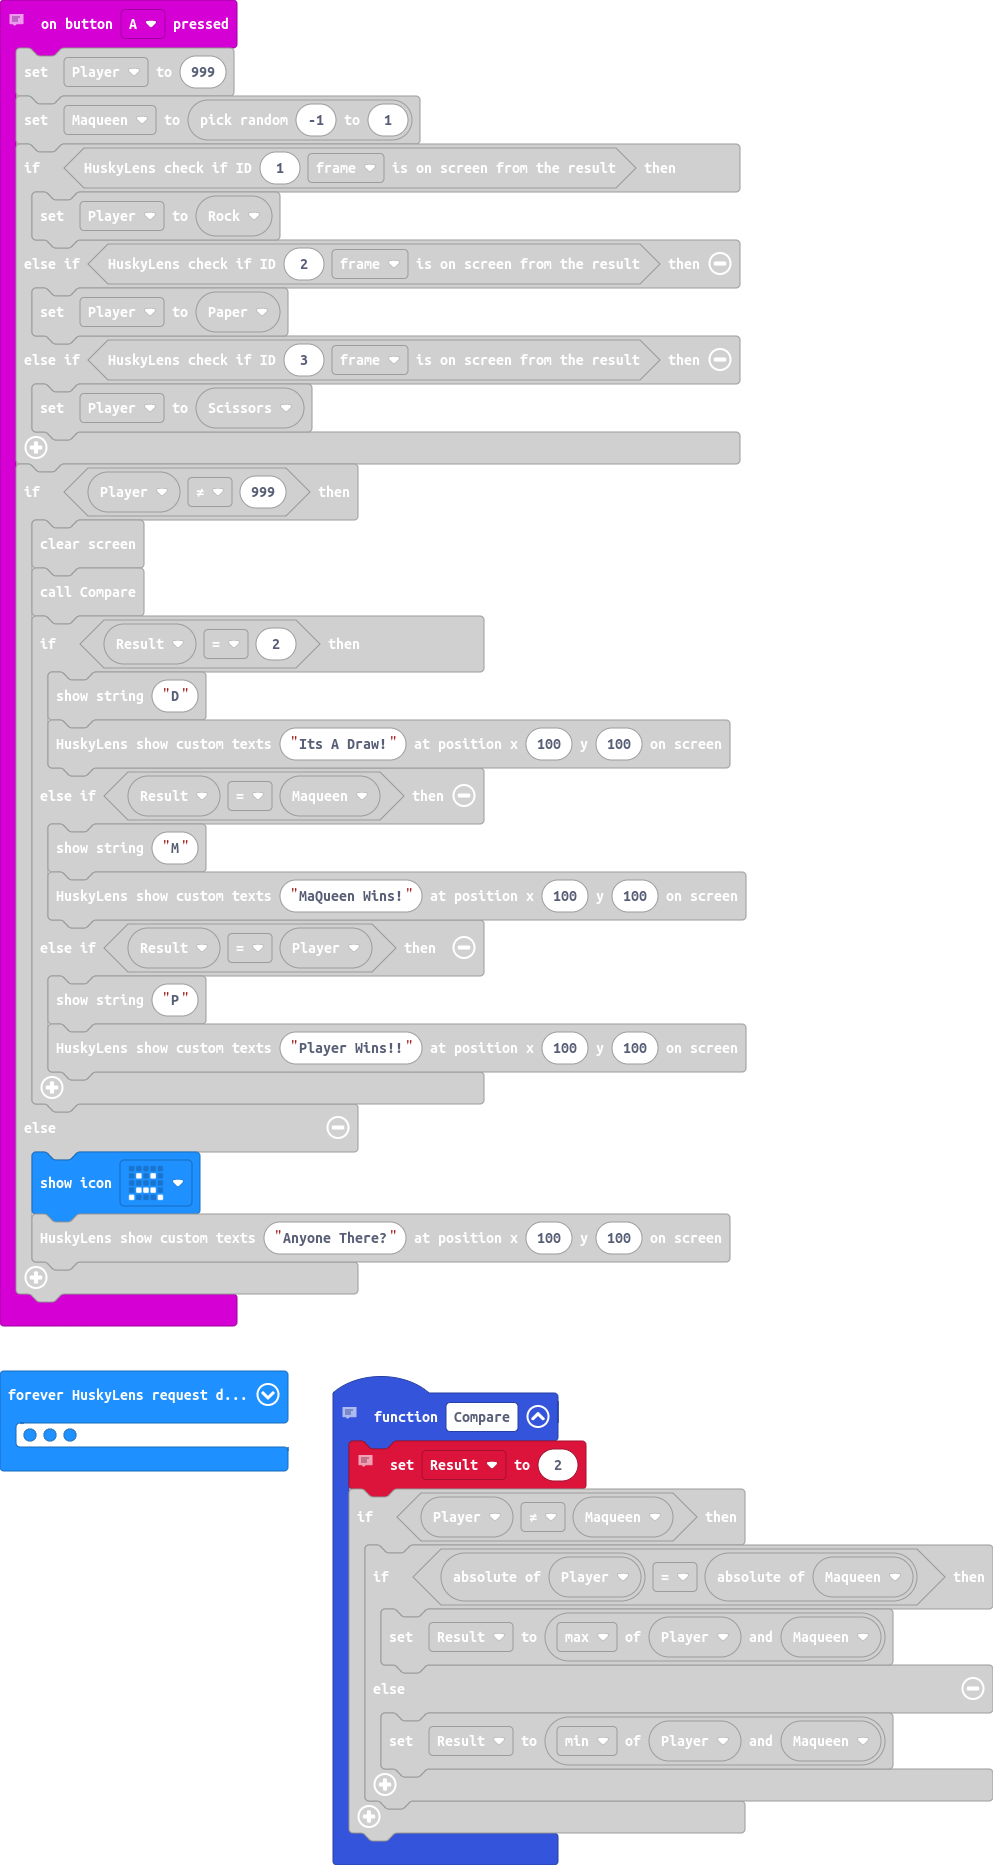 on button A pressed
set Player to 999
set Maqueen to pick random -1 to 1
if HuskyLens check if ID 1 frame is on screen from the result then
set Player to Rock
else if HuskyLens check if ID 2 frame is on screen from the result then
set Player to Paper
else if HuskyLens check if ID 3 frame is on screen from the result then
set Player to Scissors
if Player ≠ 999 then
clear screen
call Compare
if Result = 2 then
show string "D"
HuskyLens show custom texts "Its A Draw!" at position x 100 y 100 on screen
else if Result = Maqueen then
show string "M"
HuskyLens show custom texts "MaQueen Wins!" at position x 100 y 100 on screen
else if Result = Player then
show string "P"
HuskyLens show custom texts "Player Wins!!" at position x 100 y 100 on screen
else
show icon
HuskyLens show custom texts "Anyone There?" at position x 100 y 100 on screen
forever HuskyLens request d...
function Compare
set Result to 2
if Player ≠ Maqueen then
if absolute of Player = absolute of Maqueen then
set Result to max of Player and Maqueen
else
set Result to min of Player and Maqueen